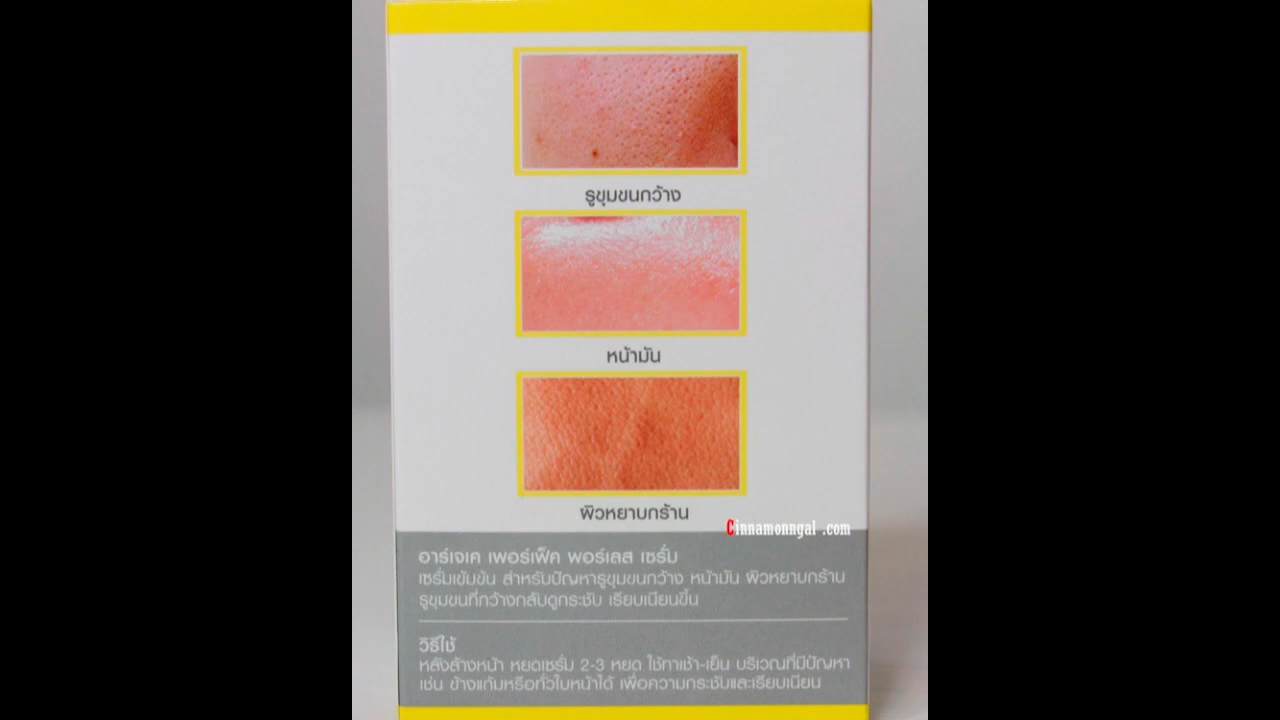 รูขุมขนกว้าง
หน้ามัน
ผิวหยาบกร้าน
Cinnamonngal .com
อาร์เจเค เพอร์เฟ็ค พอร์เลส เซรั่ม
เซรั่มเข้มข้น สำหรับปัญหารูขุมขนกว้าง หน้ามัน ผิวหยาบกร้าน
รูขุมขนที่กว้างกลับดูกระชับ เรียบเนียนขึ้น
วิธีใช้
หลังล้างหน้า หยดเซรั่ม 2-3 หยด ใช้ทาเช้า-เย็น บริเวณที่มีปัญหา
เช่น ข้างแก้มหรือทั่วใบหน้าได้ เพื่อความกระชับและเรียบเนียน